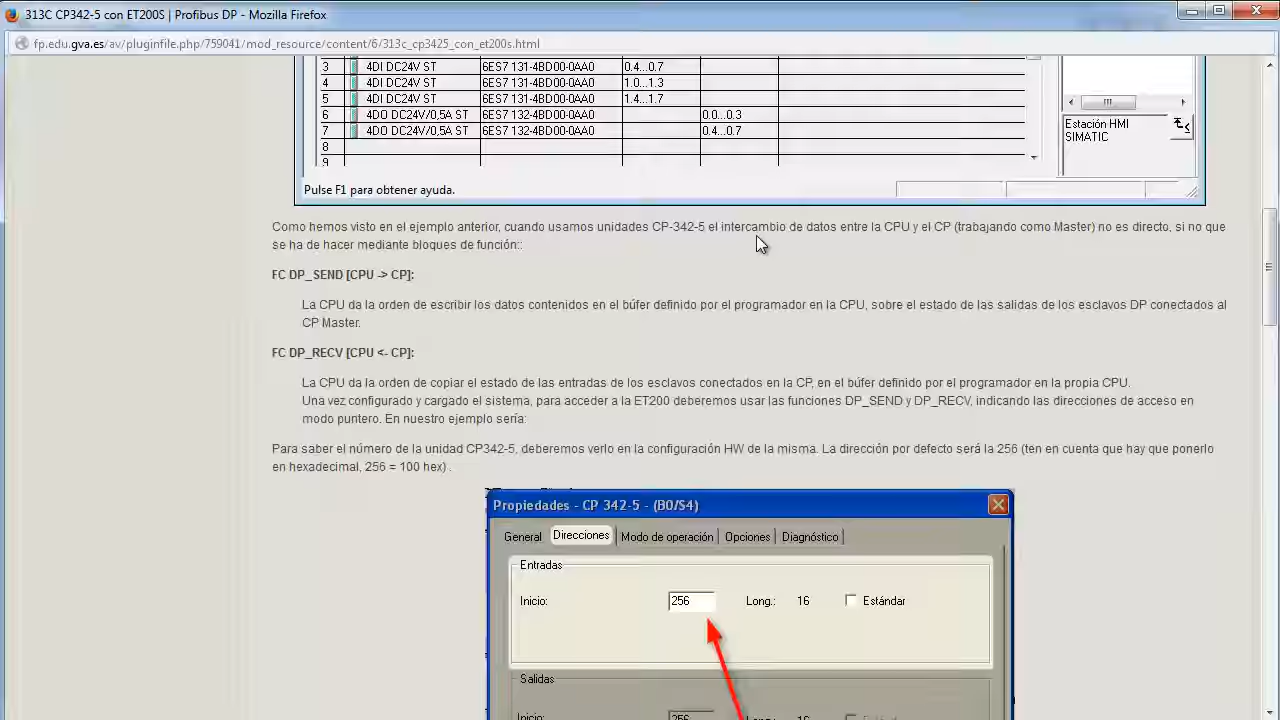 313C CP342-5 con ET200S | Profibus DP - Mozilla Firefox
fp.edu.gva.es/av/pluginfile.php/759041/mod_resource/content/6/313c_cp3425_con_et200s.html
3 4DI DC24V ST 6ES7 131-4BD00-0AA0 0.4...0.7
4 4DI DC24V ST 6ES7 131-4BD00-0AA0 1.0...1.3
5 4DI DC24V ST 6ES7 131-4BD00-0AA0 1.4...1.7
6 4DO DC24V/0,5A ST 6ES7 132-4BD00-0AA0 0.0...0.3
7 4DO DC24V/0,5A ST 6ES7 132-4BD00-0AA0 0.4...0.7
8
9
Estación HMI
SIMATIC
Pulse F1 para obtener ayuda.
Como hemos visto en el ejemplo anterior, cuando usamos unidades CP-342-5 el intercambio de datos entre la CPU y el CP (trabajando como Master) no es directo, si no que
se ha de hacer mediante bloques de función::
FC DP_SEND [CPU -> CP]:
La CPU da la orden de escribir los datos contenidos en el búfer definido por el programador en la CPU, sobre el estado de las salidas de los esclavos DP conectados al
CP Master.
FC DP_RECV [CPU <- CP]:
La CPU da la orden de copiar el estado de las entradas de los esclavos conectados en la CP, en el búfer definido por el programador en la propia CPU.
Una vez configurado y cargado el sistema, para acceder a la ET200 deberemos usar las funciones DP_SEND y DP_RECV, indicando las direcciones de acceso en
modo puntero. En nuestro ejemplo sería:
Para saber el número de la unidad CP342-5, deberemos verlo en la configuración HW de la misma. La dirección por defecto será la 256 (ten en cuenta que hay que ponerlo
en hexadecimal, 256 = 100 hex) .
Propiedades - CP 342-5 - (B0/S4)
General Direcciones Modo de operación Opciones Diagnóstico
Entradas
Inicio: 256 Long.: 16 Estándar
Salidas
Inicio: 256 Long.: 16